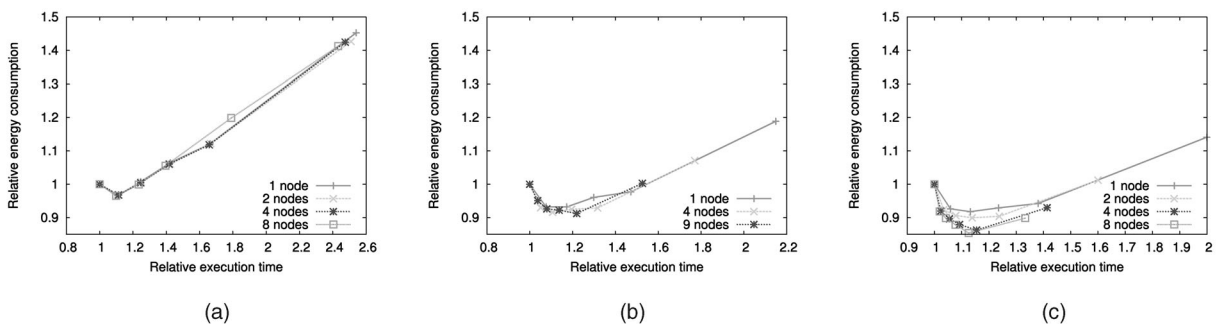 1.5
1.4
1.3
1.2
1.1
1
0.9
Relative energy consumption
1 node
2 nodes
4 nodes
8 nodes
0.8 1 1.2 1.4 1.6 1.8 2 2.2 2.4 2.6
Relative execution time
(a)
1.5
1.4
1.3
1.2
1.1
1
0.9
Relative energy consumption
1 node
4 nodes
9 nodes
0.8 1 1.2 1.4 1.6 1.8 2 2.2
Relative execution time
(b)
1.5
1.4
1.3
1.2
1.1
1
0.9
Relative energy consumption
1 node
2 nodes
4 nodes
8 nodes
0.9 1 1.1 1.2 1.3 1.4 1.5 1.6 1.7 1.8 1.9 2
Relative execution time
(c)